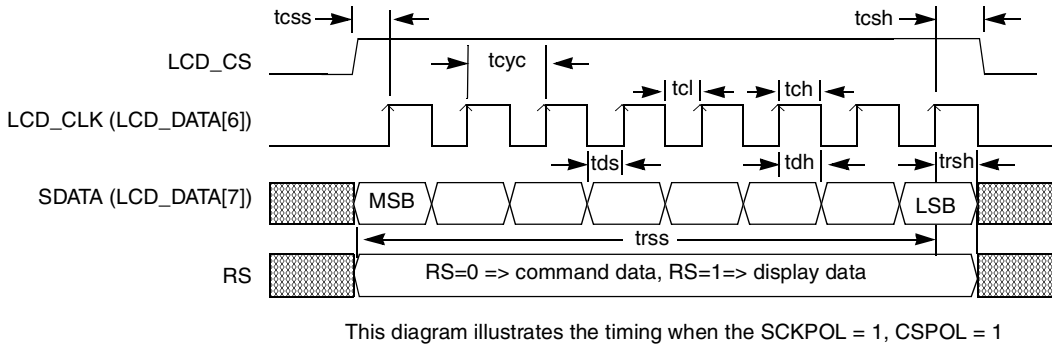 tcss
tcsh
LCD_CS
tcyc
tcl
tch
LCD_CLK (LCD_DATA[6])
tds
tdh
trsh
SDATA (LCD_DATA[7])
MSB
LSB
trss
RS
RS=0 => command data, RS=1=> display data
This diagram illustrates the timing when the SCKPOL = 1, CSPOL = 1